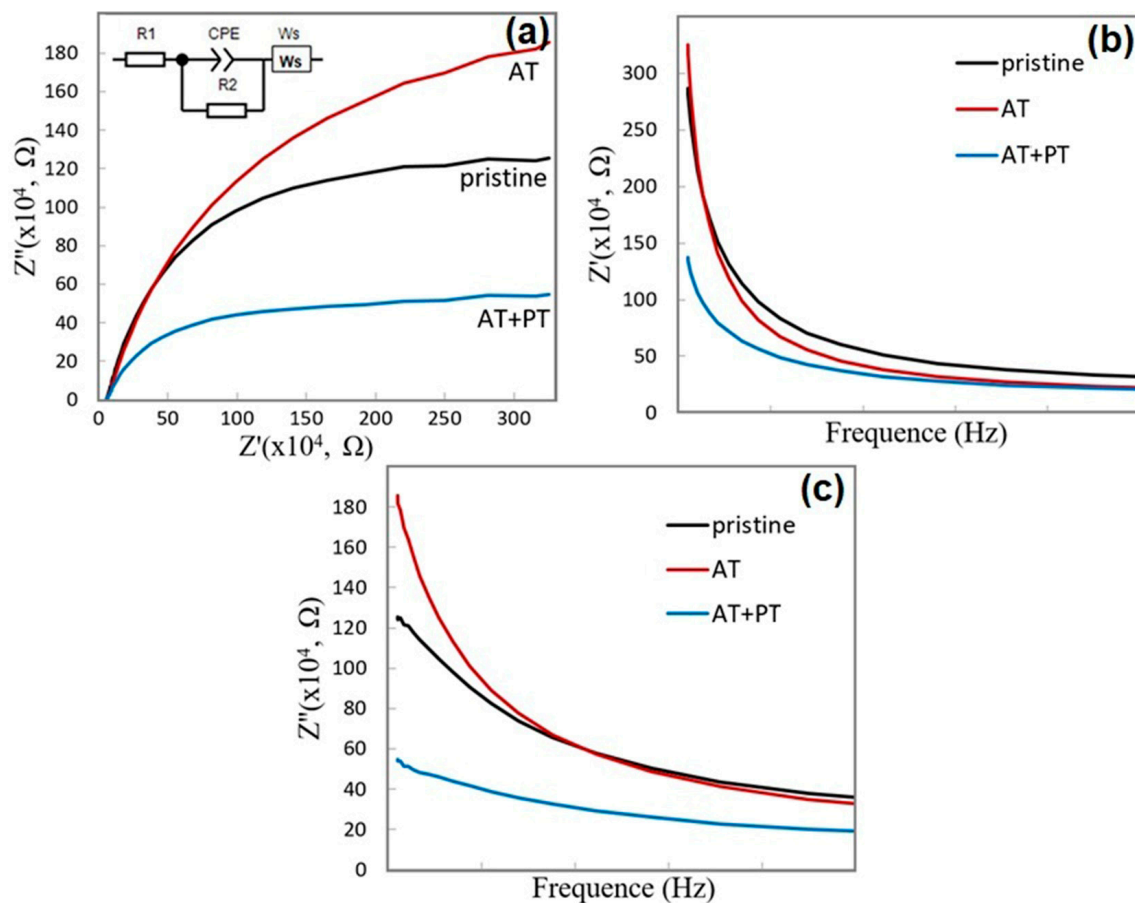 (a)
R1 CPE Ws
Ws
R2
AT
pristine
AT+PT
180
160
140
120
100
80
60
40
20
0
Z"(x10⁴, Ω)
0 50 100 150 200 250 300
Z'(x10⁴, Ω)
(b)
pristine
AT
AT+PT
300
250
200
150
100
50
0
Z'(x10⁴, Ω)
Frequence (Hz)
(c)
pristine
AT
AT+PT
180
160
140
120
100
80
60
40
20
0
Z"(x10⁴, Ω)
Frequence (Hz)